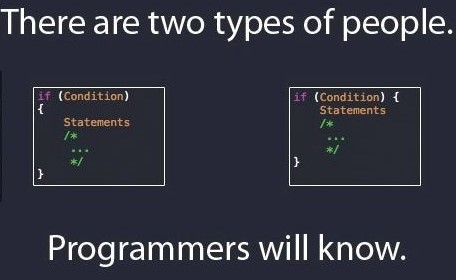 There are two types of people.
if (Condition)
{
    Statements
    /*
     ...
     */
}
if (Condition) {
    Statements
    /*
     ...
     */
}
Programmers will know.